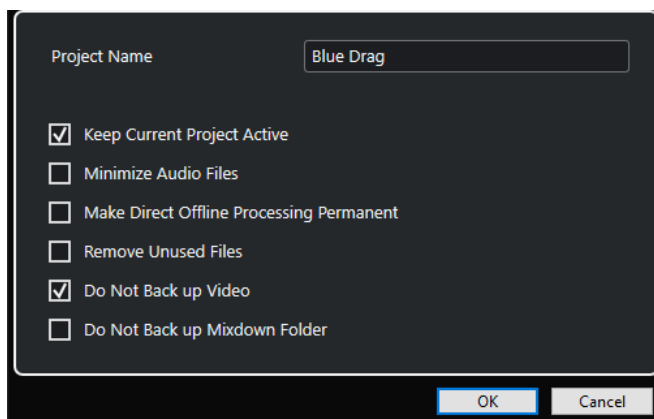 Project Name
Blue Drag
Keep Current Project Active
Minimize Audio Files
Make Direct Offline Processing Permanent
Remove Unused Files
Do Not Back up Video
Do Not Back up Mixdown Folder
OK
Cancel